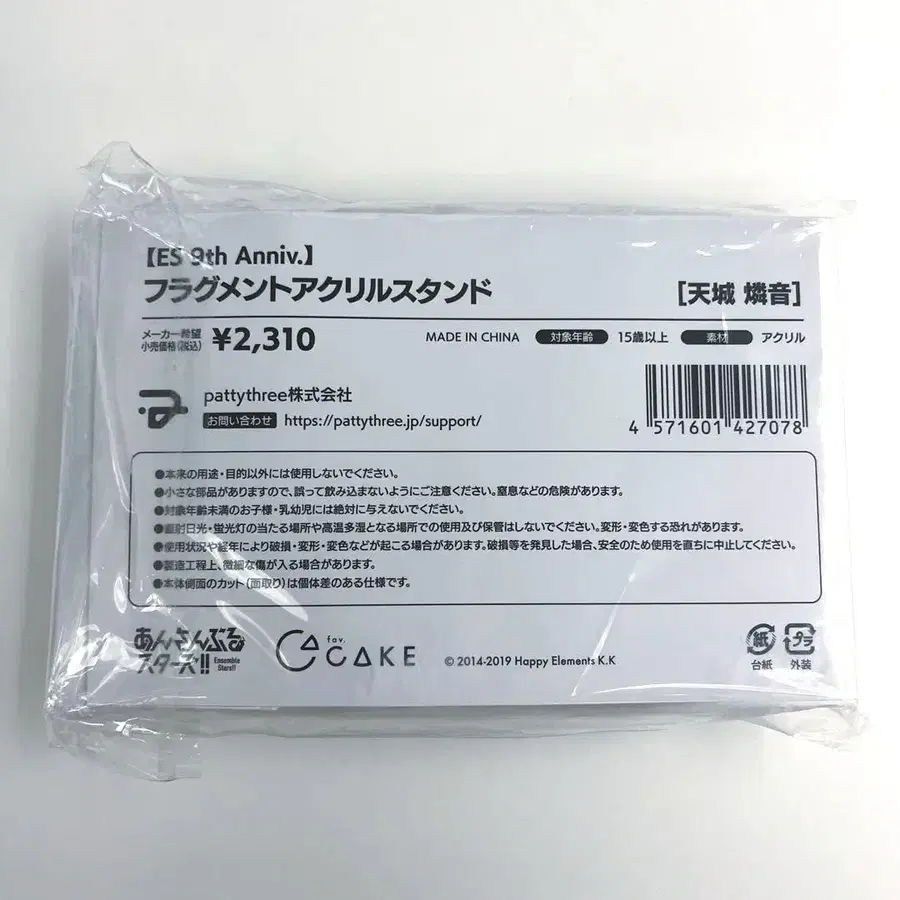 【ES 9th Anniv.】
フラグメントアクリルスタンド
[天城 燐音]
メーカー希望
小売価格(税込)
¥2,310
MADE IN CHINA
対象年齢
15歳以上
素材
アクリル
pattythree株式会社
お問い合わせ
https://pattythree.jp/support/
4 571601 427078
●本来の用途・目的以外には使用しないでください。
●小さな部品がありますので、誤って飲み込まないようにご注意ください。窒息などの危険があります。
●対象年齢未満のお子様・乳幼児には絶対に与えないでください。
●直射日光・蛍光灯の当たる場所や高温多湿となる場所での使用及び保管はしないでください。変形・変色する恐れがあります。
●使用状況や経年により破損・変形・変色などが起こる場合があります。破損等を発見した場合、安全のため使用を直ちに中止してください。
●製造工程上、微細な傷が入る場合があります。
●本体側面のカット(面取り)は個体差のある仕様です。
あんさんぶる
スターズ!!
Ensemble
Stars!!
fav.
CAKE
© 2014-2019 Happy Elements K.K
紙
台紙
プラ
外装